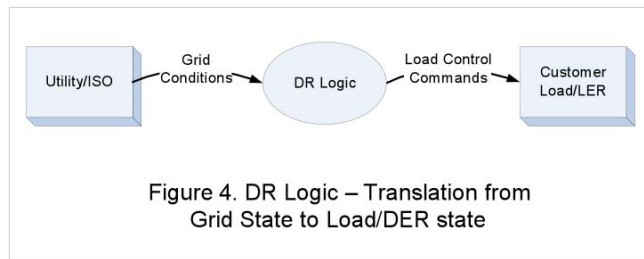 Utility/ISO
Grid
Conditions
DR Logic
Load Control
Commands
Customer
Load/LER
Figure 4. DR Logic – Translation from
Grid State to Load/DER state